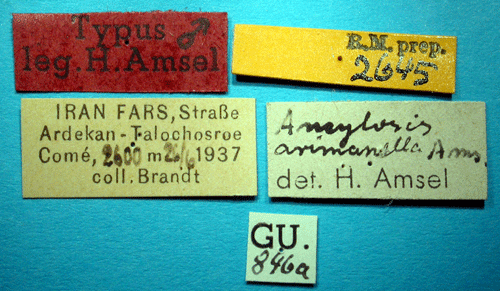 Typus ♂
leg. H. Amsel
R.M. prep.
2645
IRAN FARS, Straße
Ardekan - Talochosroe
Comé, 2600 m 26/6 1937
coll. Brandt
Ancylosis
arimanella Ams.
det. H. Amsel
GU.
846a